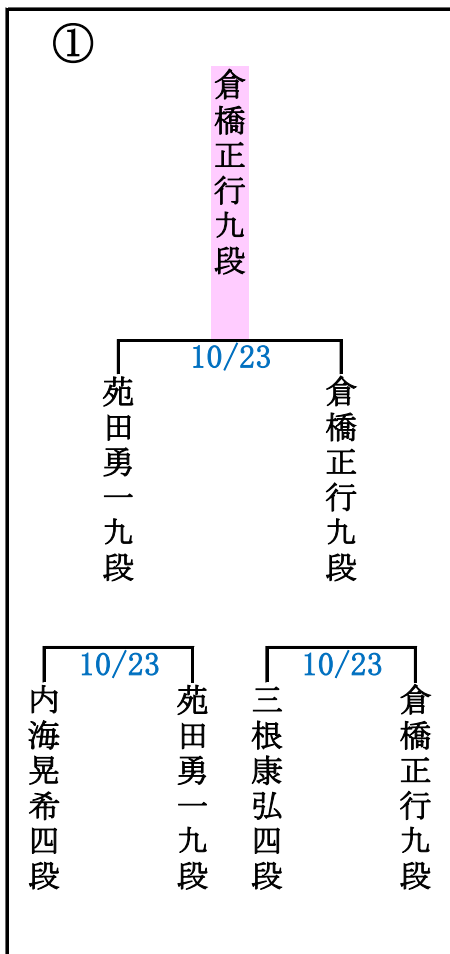 ①
倉橋正行九段
10/23
苑田勇一九段
倉橋正行九段
10/23
10/23
内海晃希四段
苑田勇一九段
三根康弘四段
倉橋正行九段